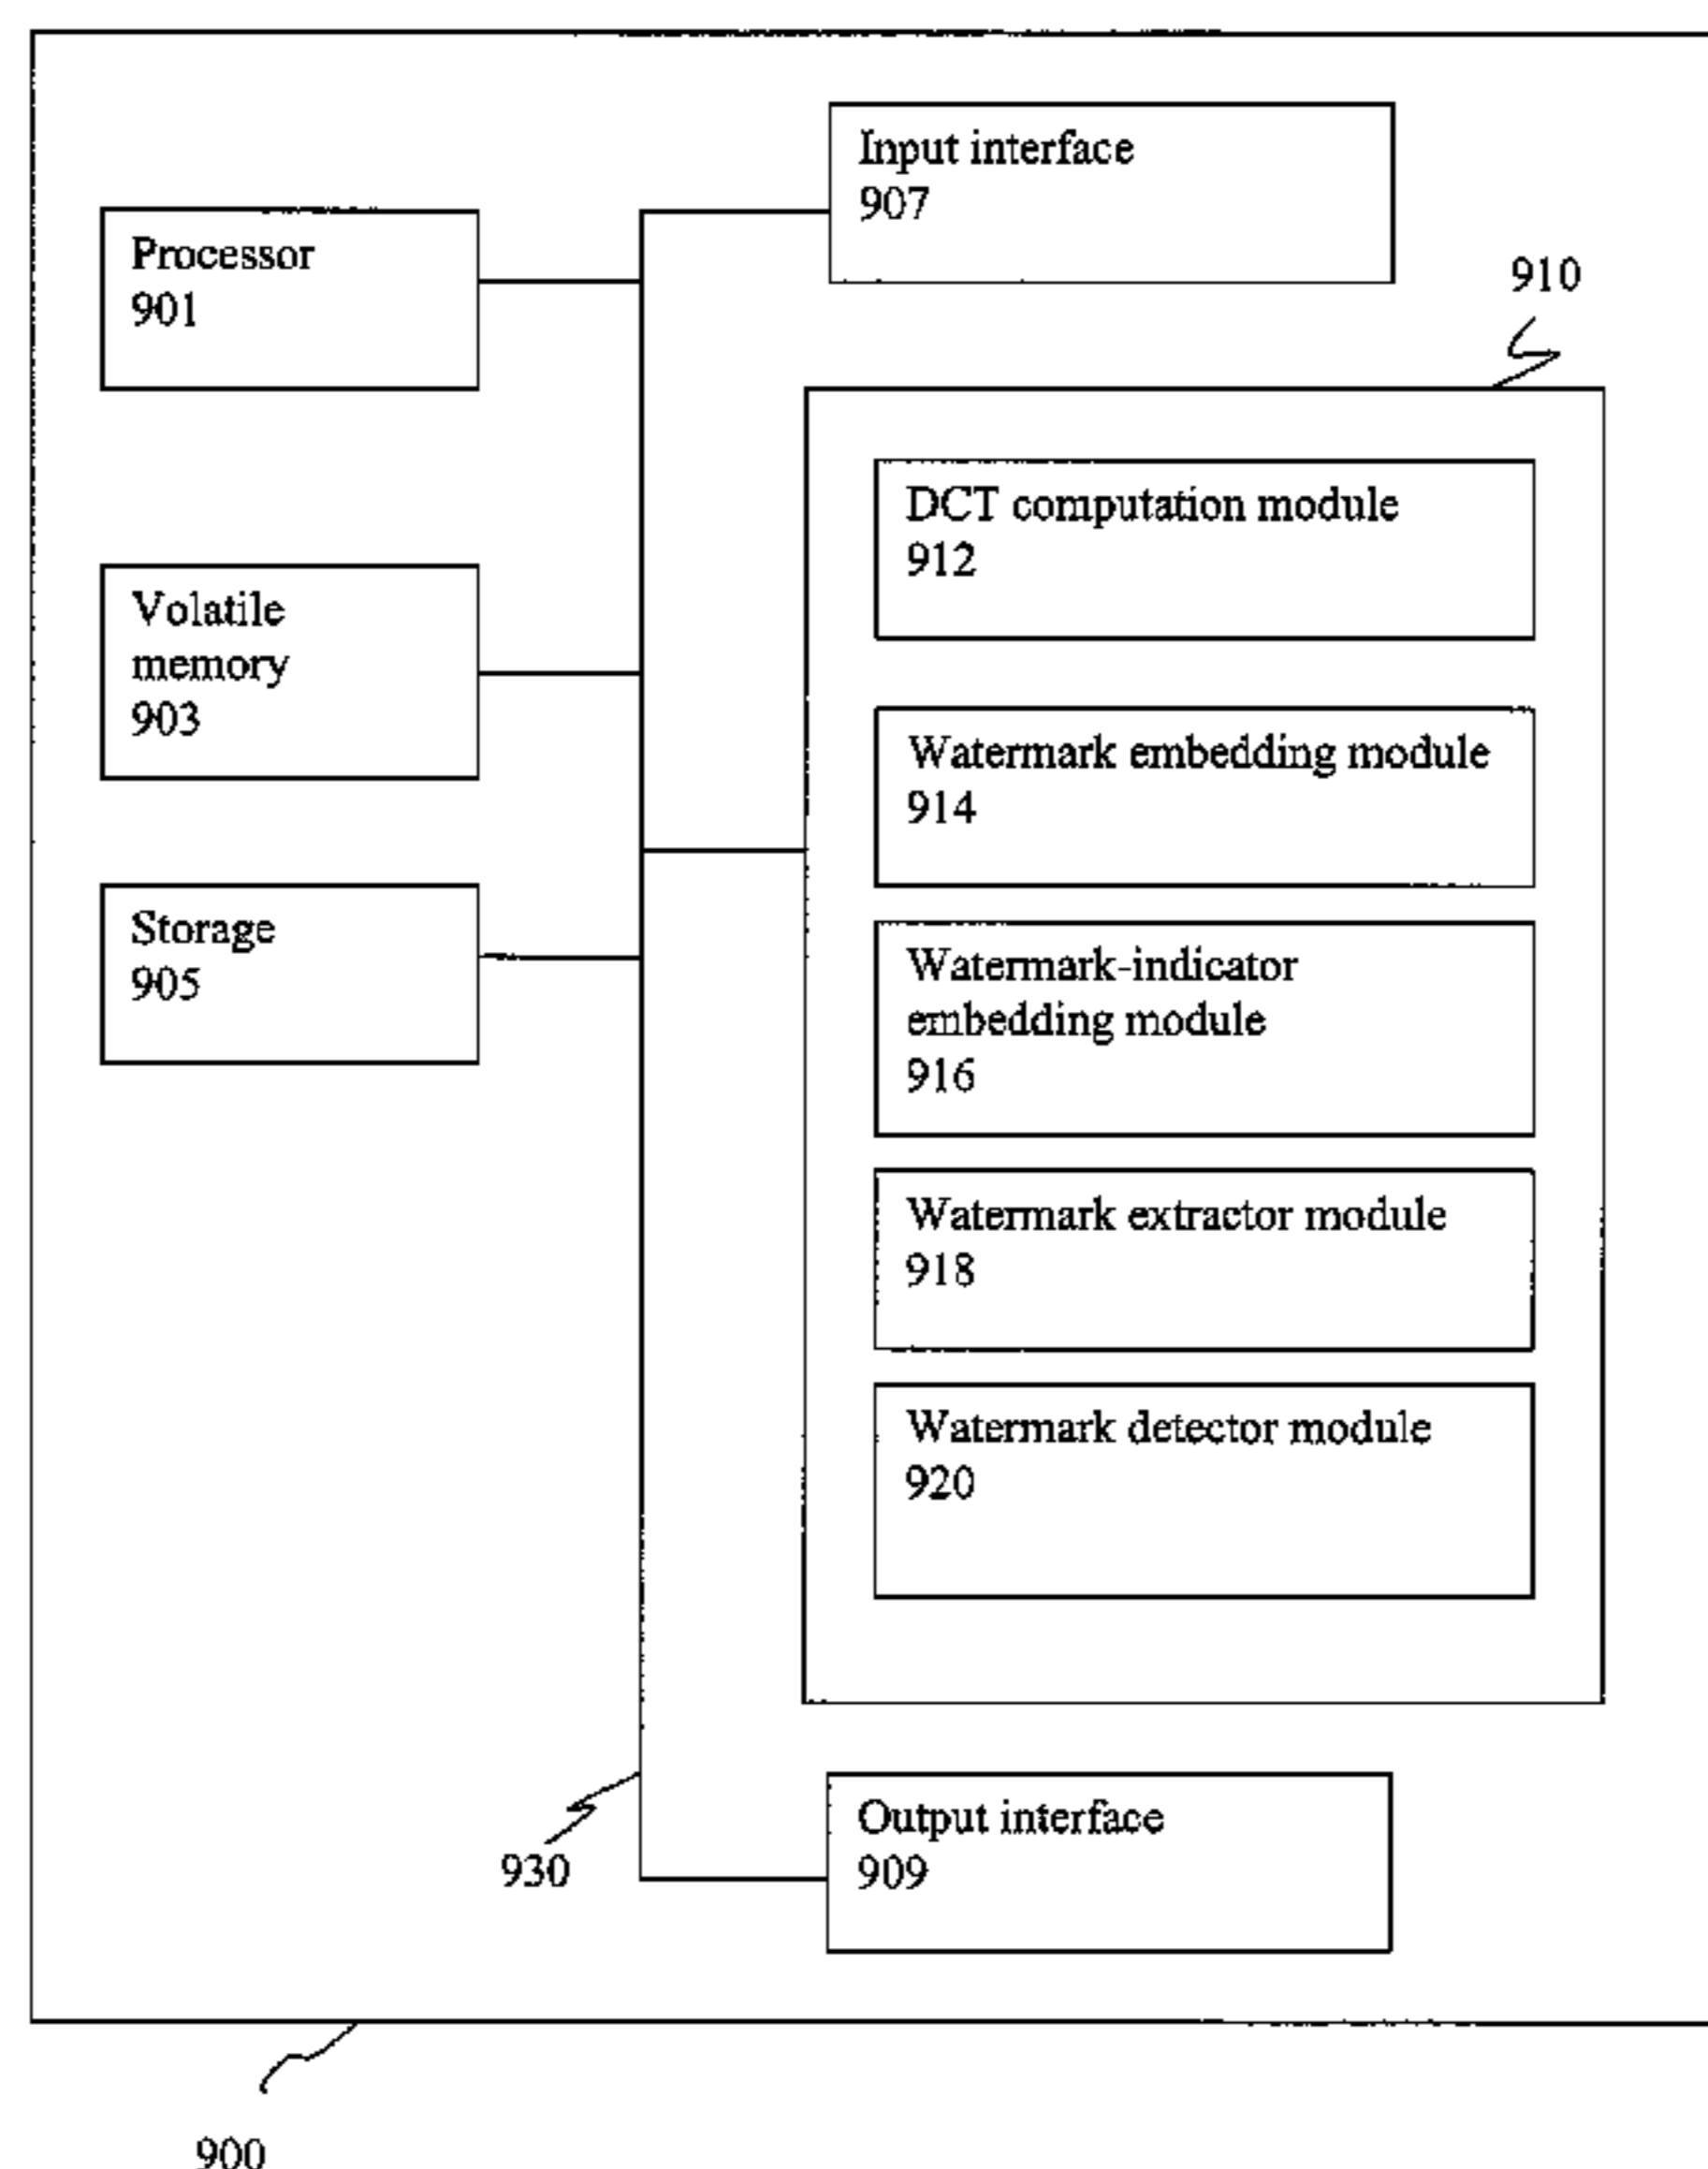 Input interface
907
Processor
901
910
DCT computation module
912
Volatile
memory
903
Watermark embedding module
914
Storage
905
Watermark-indicator
embedding module
916
Watermark extractor module
918
Watermark detector module
920
Output interface
909
930
900